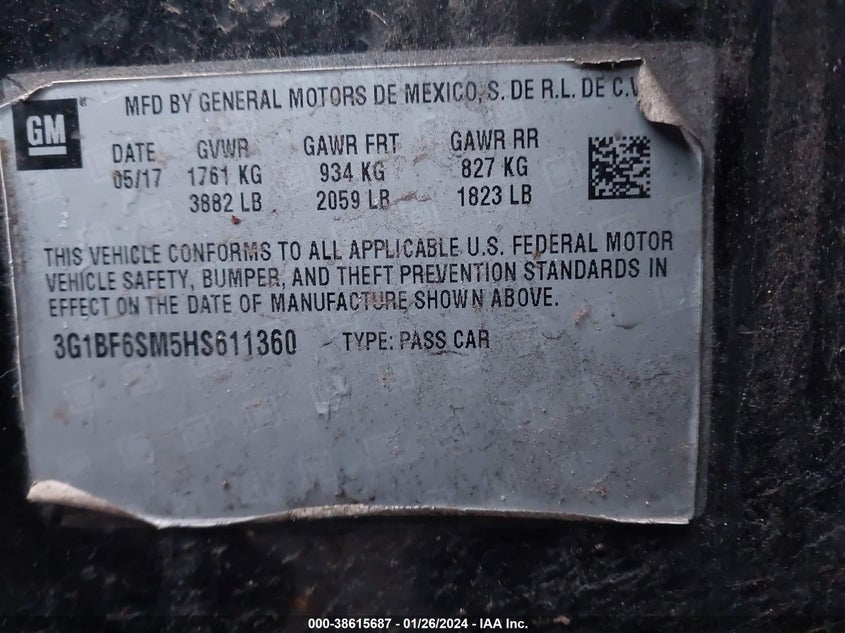 MFD BY GENERAL MOTORS DE MEXICO, S. DE R.L. DE C.V
GM ®
DATE GVWR GAWR FRT GAWR RR
05/17 1761 KG 934 KG 827 KG
3882 LB 2059 LB 1823 LB
THIS VEHICLE CONFORMS TO ALL APPLICABLE U.S. FEDERAL MOTOR
VEHICLE SAFETY, BUMPER, AND THEFT PREVENTION STANDARDS IN
EFFECT ON THE DATE OF MANUFACTURE SHOWN ABOVE.
3G1BF6SM5HS611360 TYPE: PASS CAR
000-38615687 - 01/26/2024 - IAA Inc.